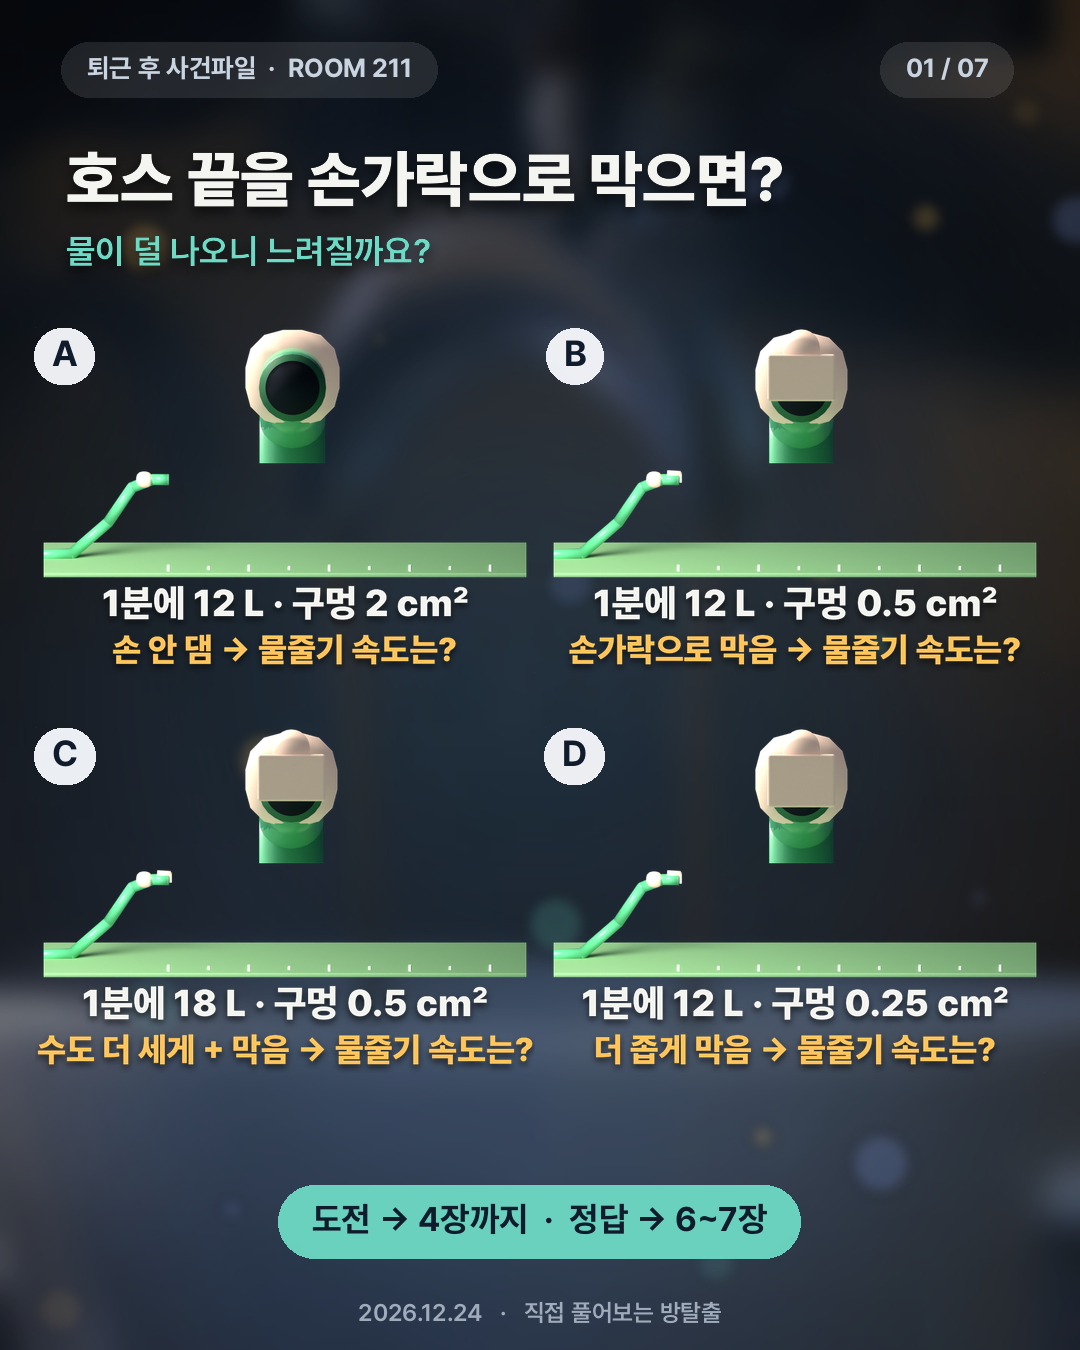 퇴근 후 사건파일 · ROOM 211
01 / 07
호스 끝을 손가락으로 막으면?
물이 덜 나오니 느려질까요?
A
B
1분에 12 L · 구멍 2 cm²
손 안 댐 → 물줄기 속도는?
1분에 12 L · 구멍 0.5 cm²
손가락으로 막음 → 물줄기 속도는?
C
D
1분에 18 L · 구멍 0.5 cm²
수도 더 세게 + 막음 → 물줄기 속도는?
1분에 12 L · 구멍 0.25 cm²
더 좁게 막음 → 물줄기 속도는?
도전 → 4장까지 · 정답 → 6~7장
2026.12.24 · 직접 풀어보는 방탈출